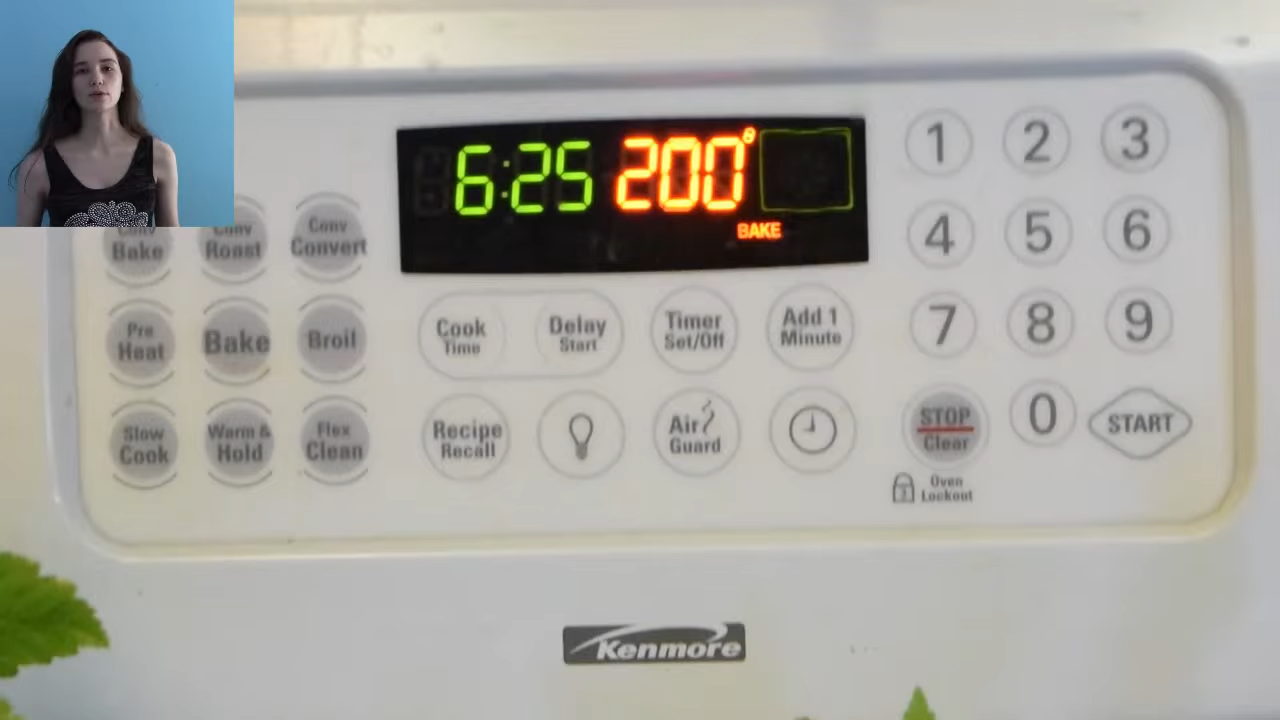 6:25 200°
BAKE
1 2 3
4 5 6
7 8 9
0
Conv
Bake
Conv
Roast
Conv
Convert
Pre
Heat
Bake
Broil
Slow
Cook
Warm &
Hold
Flex
Clean
Cook
Time
Delay
Start
Timer
Set/Off
Add 1
Minute
Recipe
Recall
Air
Guard
STOP
Clear
START
Oven
Lockout
Kenmore